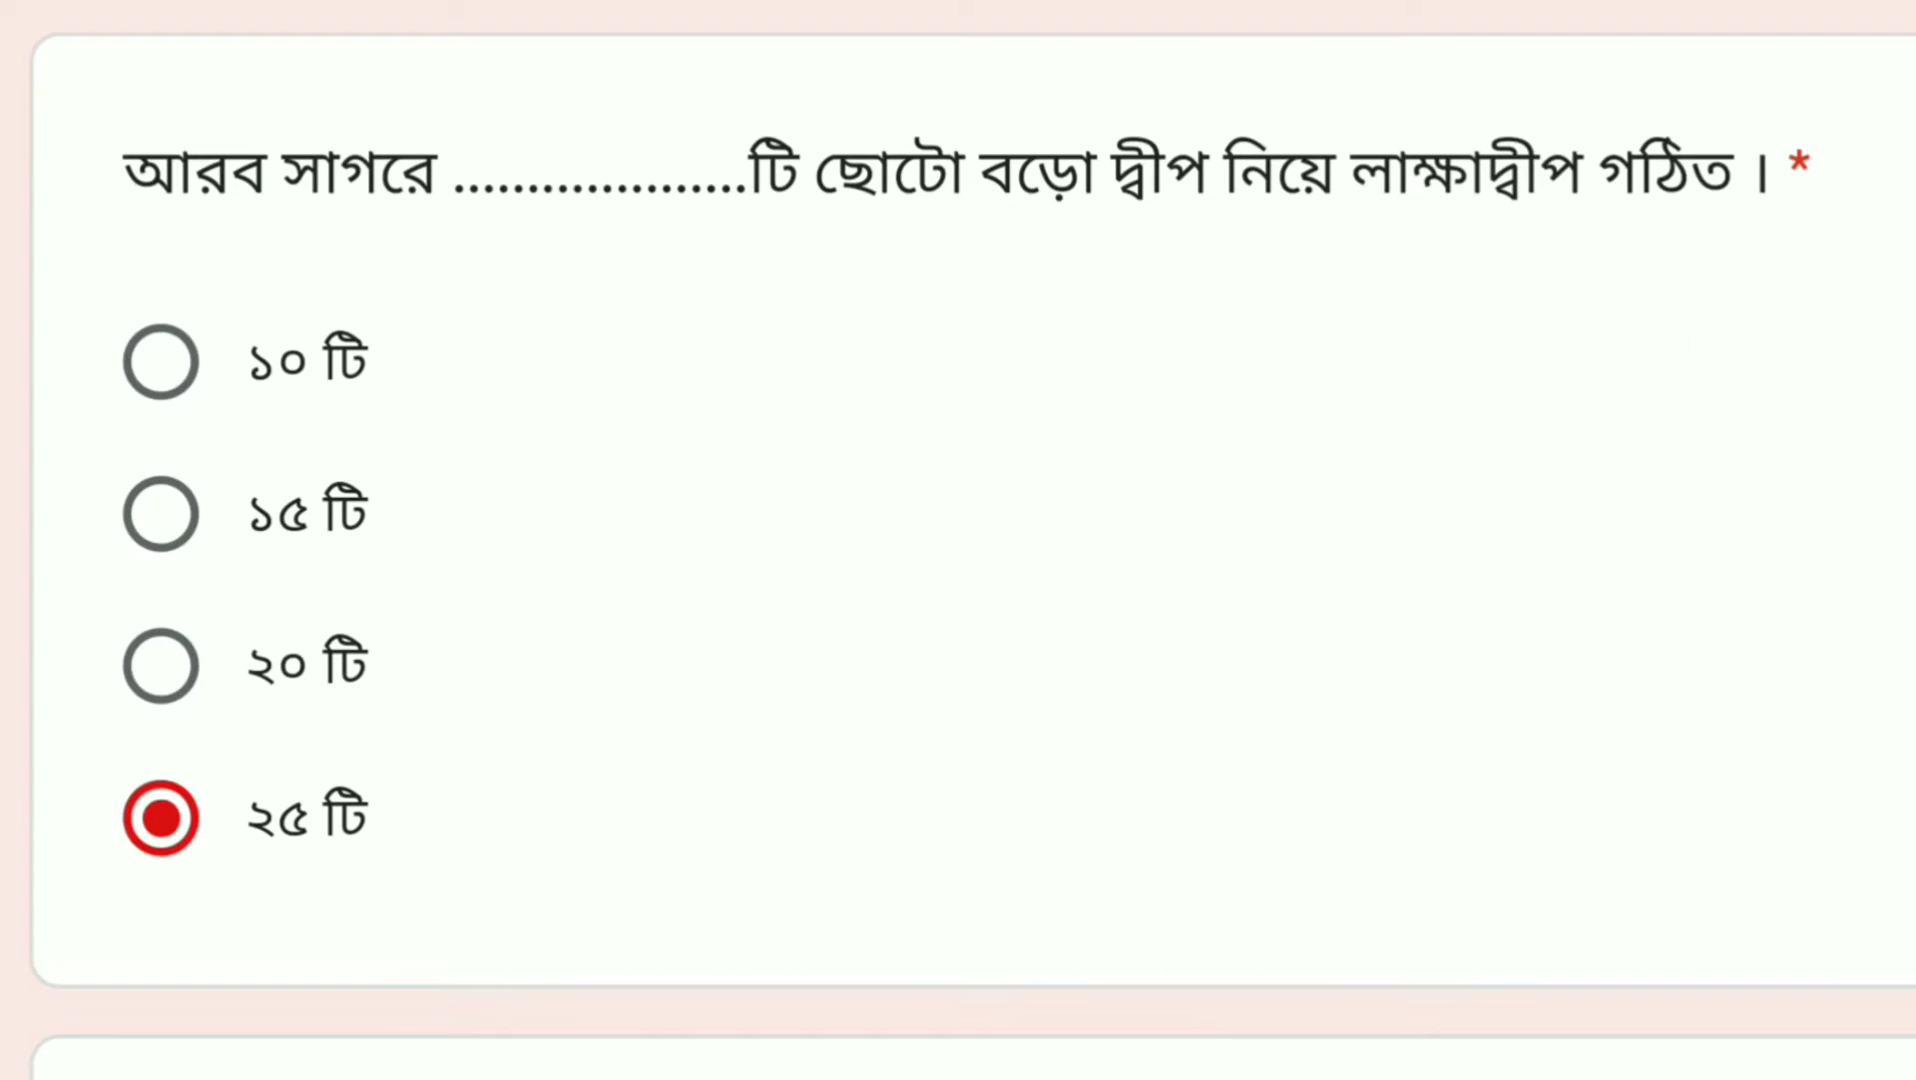 আরব সাগরে ....................টি ছোটো বড়ো দ্বীপ নিয়ে লাক্ষাদ্বীপ গঠিত । *
১০ টি
১৫ টি
২০ টি
২৫ টি